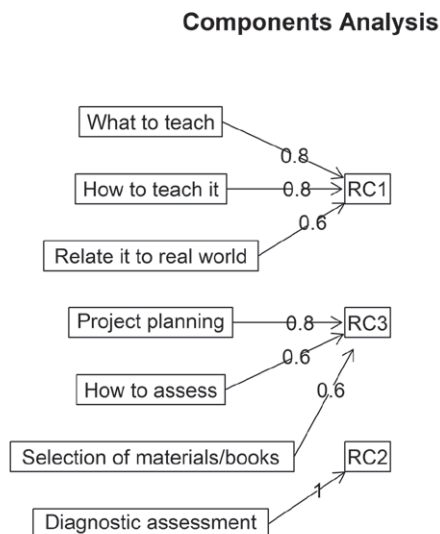 Components Analysis
What to teach
0.8
How to teach it
0.8
RC1
0.6
Relate it to real world
Project planning
0.8
RC3
0.6
How to assess
0.6
Selection of materials/books
RC2
1
Diagnostic assessment